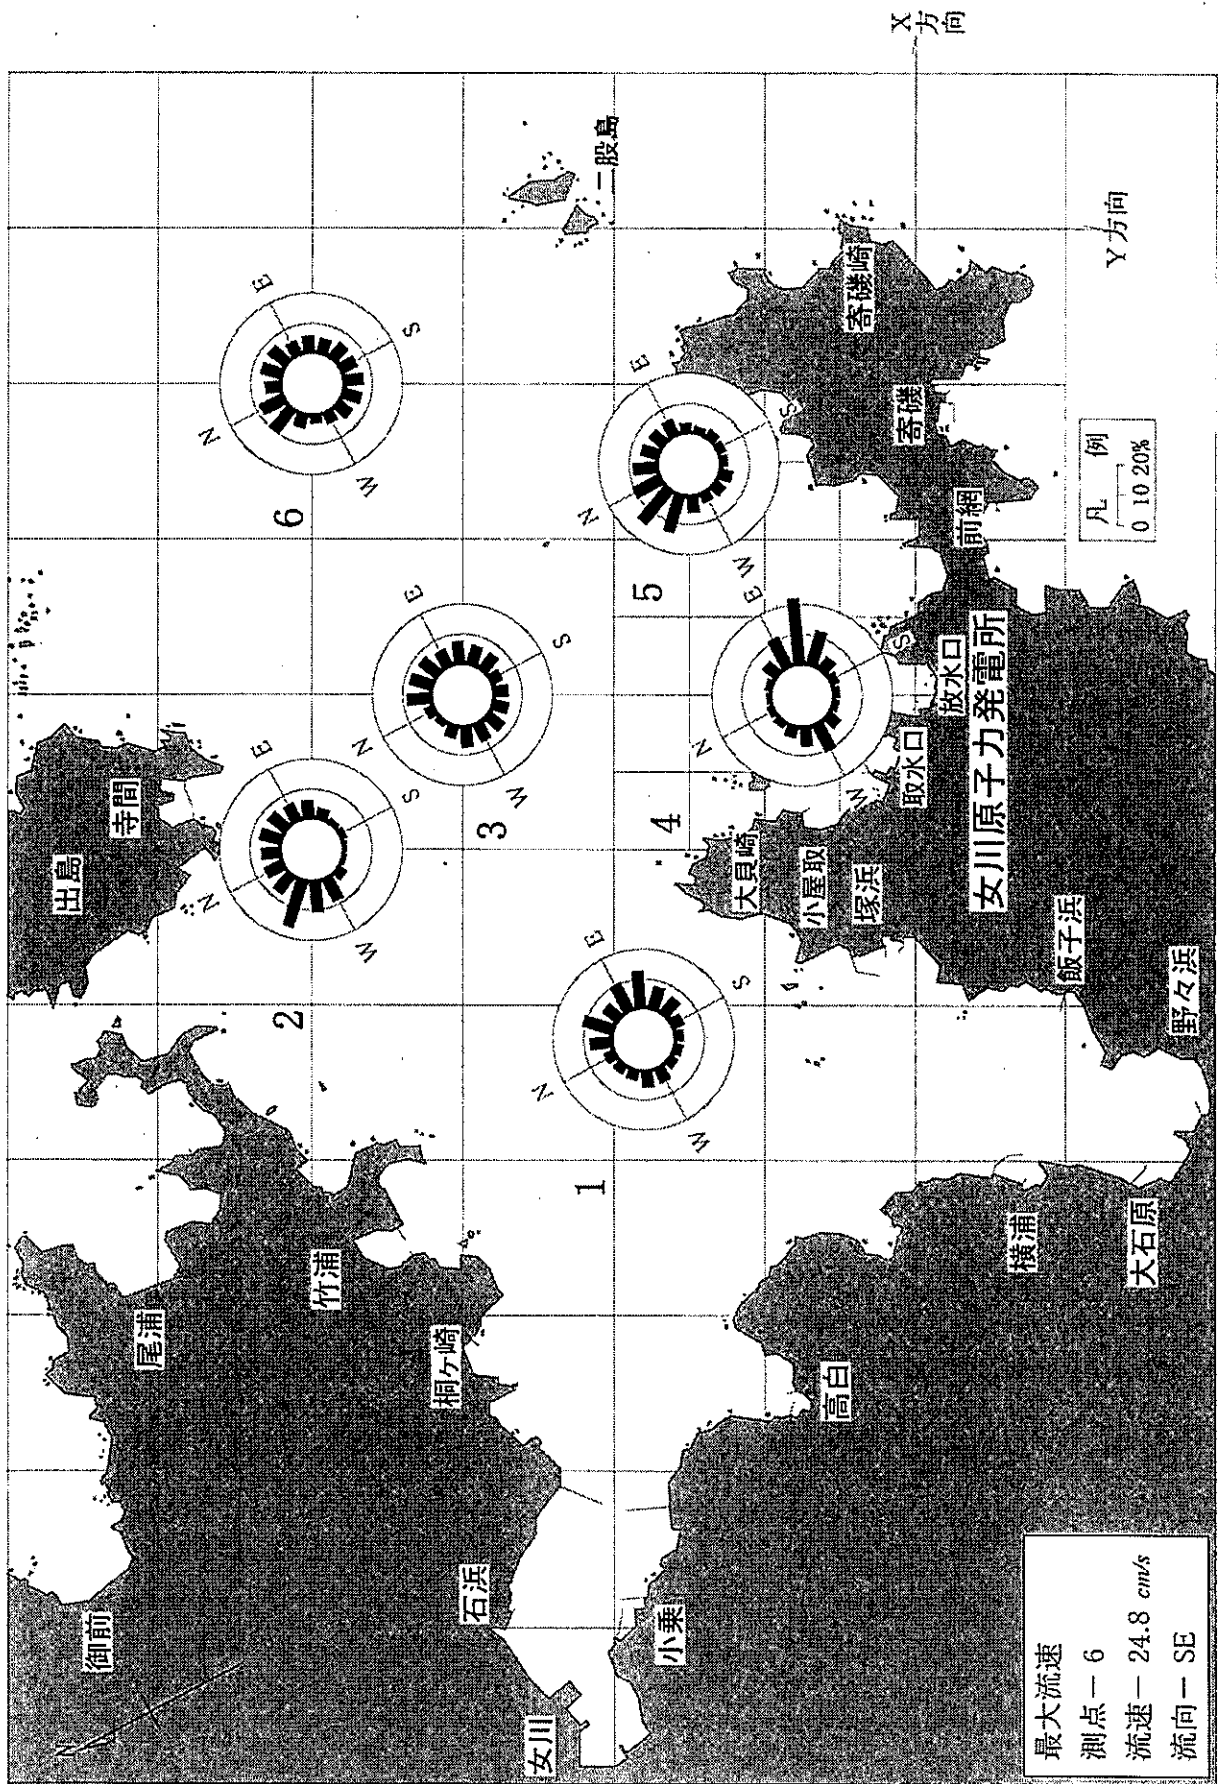 X方向
二股島
Y方向
寄磯崎
寄磯
前網
凡例
0 10 20%
N
E
S
W
6
N
E
S
W
5
N
E
S
W
3
N
E
S
W
4
N
E
S
W
2
N
E
S
W
1
出島
寺間
大貝崎
小屋取
塚浜
取水口
放水口
女川原子力発電所
飯子浜
野々浜
尾浦
竹浦
桐ヶ崎
横浦
大石原
高白
御前
石浜
小乗
女川
N
最大流速
測点－6
流速－24.8 cm/s
流向－SE